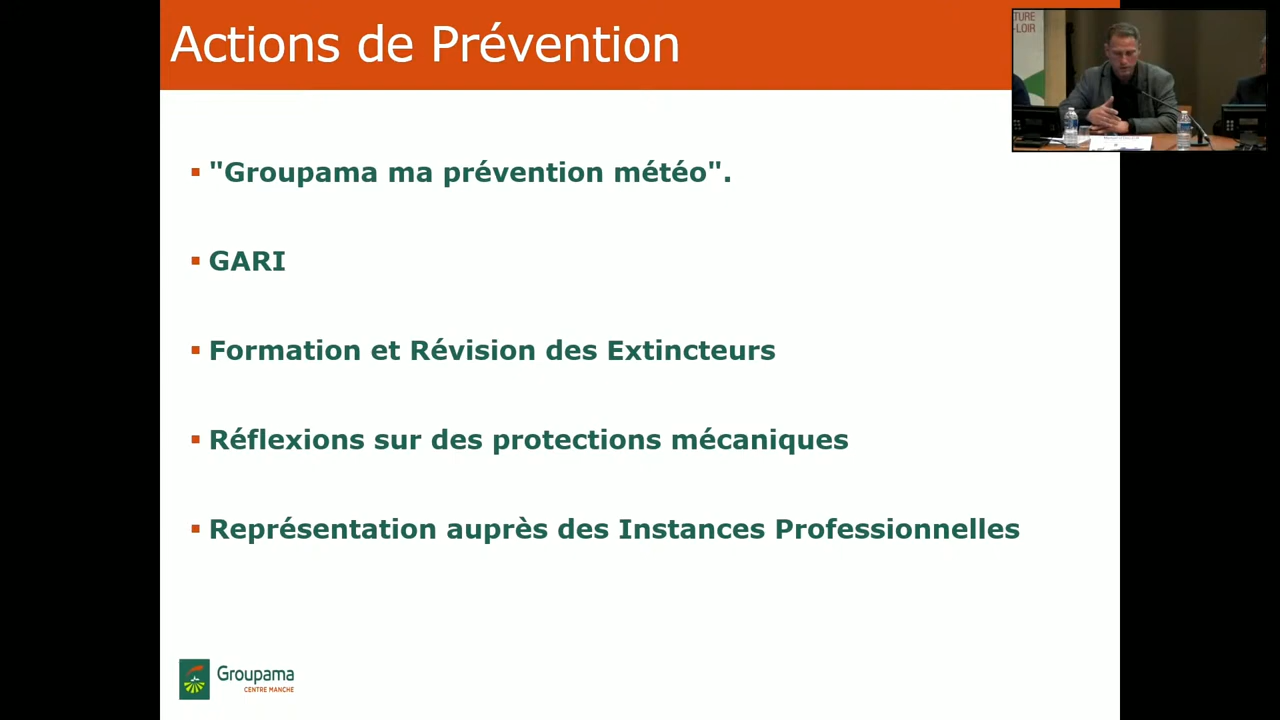 Actions de Prévention
TURE
-LOIR
"Groupama ma prévention météo".
GARI
Formation et Révision des Extincteurs
Réflexions sur des protections mécaniques
Représentation auprès des Instances Professionnelles
Groupama
CENTRE MANCHE